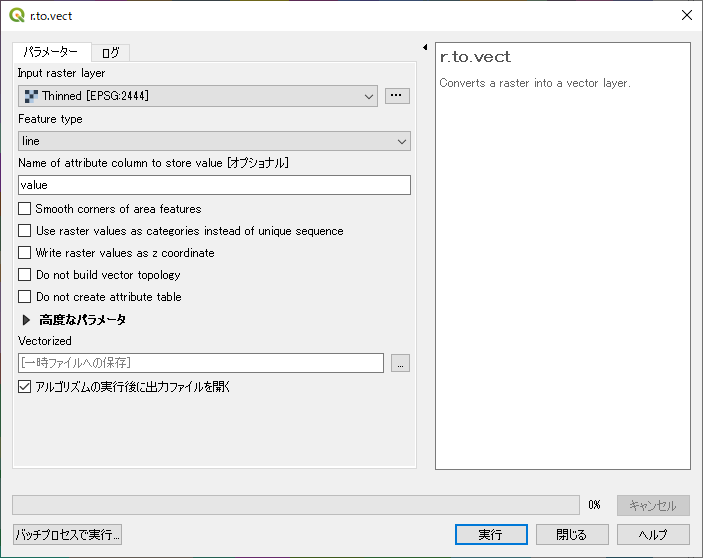 r.to.vect
パラメーター
ログ
Input raster layer
Thinned [EPSG:2444]
...
Feature type
line
Name of attribute column to store value [オプショナル]
value
Smooth corners of area features
Use raster values as categories instead of unique sequence
Write raster values as z coordinate
Do not build vector topology
Do not create attribute table
高度なパラメータ
Vectorized
[一時ファイルへの保存]
...
アルゴリズムの実行後に出力ファイルを開く
r.to.vect
Converts a raster into a vector layer.
0%
キャンセル
バッチプロセスで実行...
実行
閉じる
ヘルプ